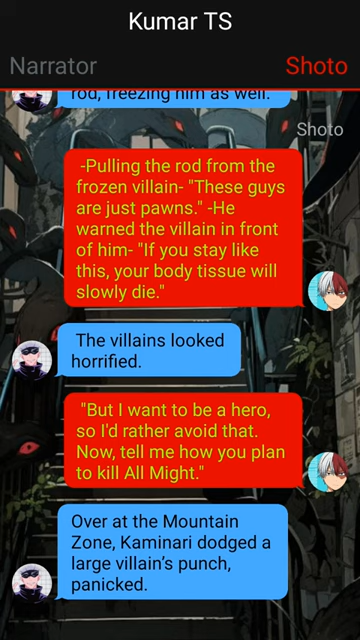 Kumar TS
Narrator
Shoto
rod, freezing him as well.
Shoto
-Pulling the rod from the
frozen villain- "These guys
are just pawns." -He
warned the villain in front
of him- "If you stay like
this, your body tissue will
slowly die."
The villains looked
horrified.
"But I want to be a hero,
so I'd rather avoid that.
Now, tell me how you plan
to kill All Might."
Over at the Mountain
Zone, Kaminari dodged a
large villain's punch,
panicked.